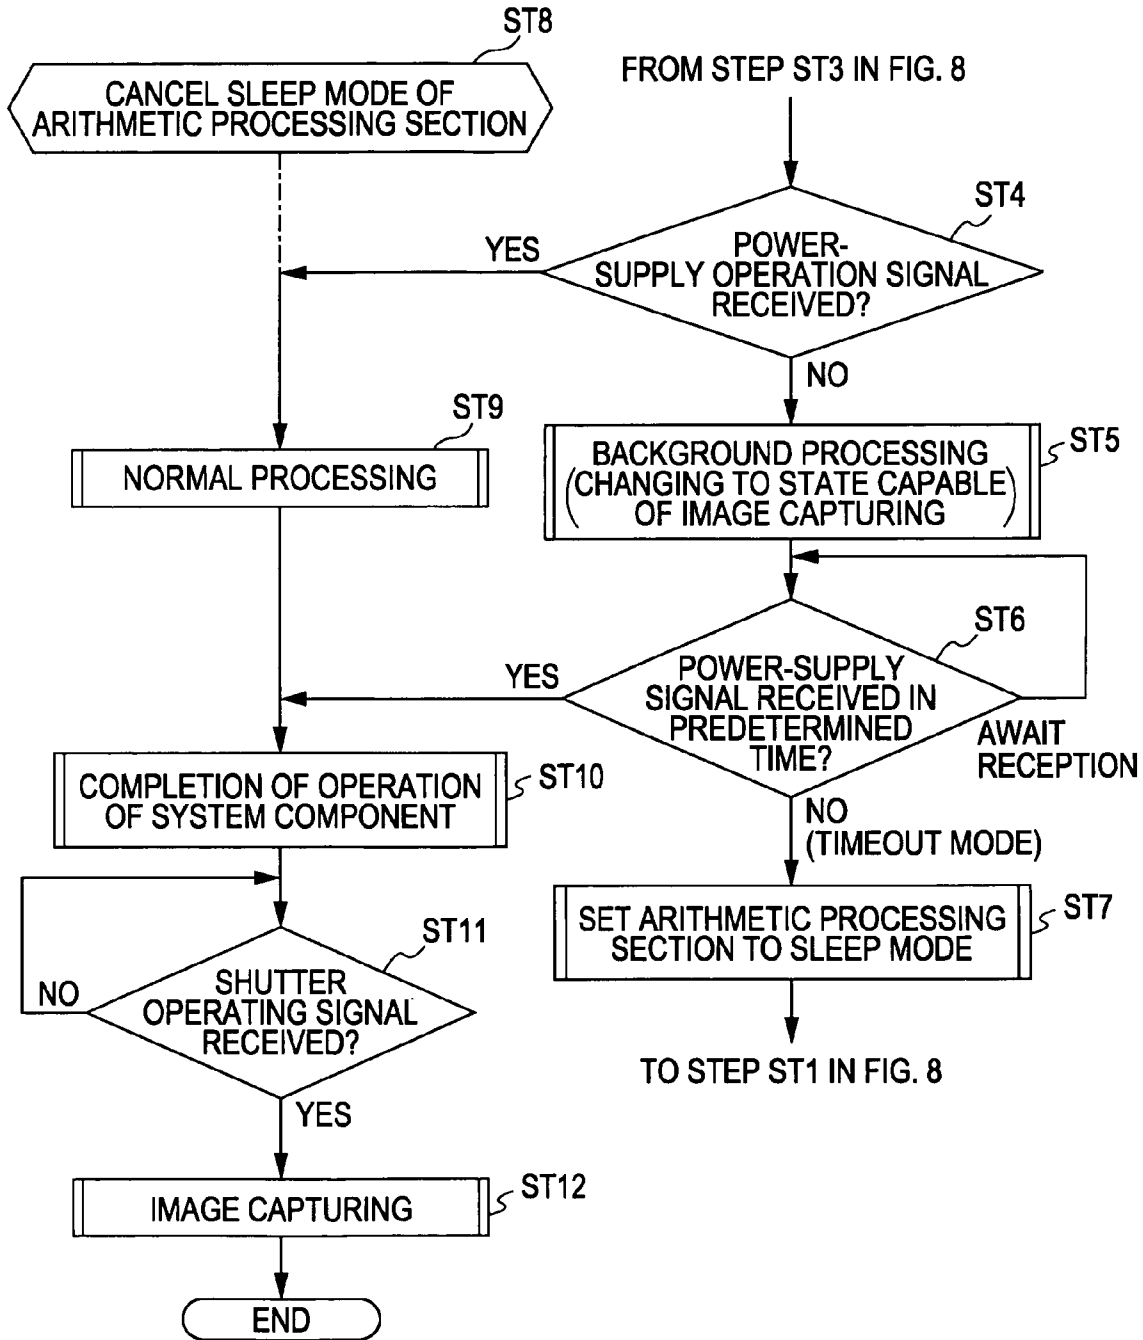 ST8
CANCEL SLEEP MODE OF
ARITHMETIC PROCESSING SECTION
FROM STEP ST3 IN FIG. 8
ST4
POWER-
SUPPLY OPERATION SIGNAL
RECEIVED?
YES
NO
ST9
NORMAL PROCESSING
ST5
BACKGROUND PROCESSING
(CHANGING TO STATE CAPABLE
OF IMAGE CAPTURING)
ST6
POWER-SUPPLY
SIGNAL RECEIVED IN
PREDETERMINED
TIME?
YES
AWAIT
RECEPTION
NO
(TIMEOUT MODE)
ST10
COMPLETION OF OPERATION
OF SYSTEM COMPONENT
ST7
SET ARITHMETIC PROCESSING
SECTION TO SLEEP MODE
TO STEP ST1 IN FIG. 8
ST11
SHUTTER
OPERATING SIGNAL
RECEIVED?
NO
YES
ST12
IMAGE CAPTURING
END